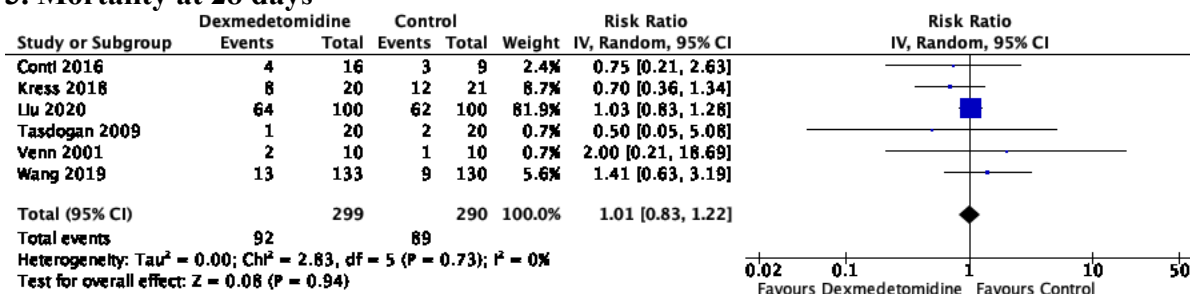 3. Mortality at 28 days
Dexmedetomidine Control Risk Ratio Risk Ratio
Study or Subgroup Events Total Events Total Weight IV, Random, 95% CI IV, Random, 95% CI
Conti 2016 4 16 3 9 2.4% 0.75 [0.21, 2.63]
Kress 2018 8 20 12 21 8.7% 0.70 [0.36, 1.34]
Liu 2020 64 100 62 100 81.9% 1.03 [0.83, 1.28]
Tasdogan 2009 1 20 2 20 0.7% 0.50 [0.05, 5.08]
Venn 2001 2 10 1 10 0.7% 2.00 [0.21, 18.69]
Wang 2019 13 133 9 130 5.6% 1.41 [0.63, 3.19]
Total (95% CI) 299 290 100.0% 1.01 [0.83, 1.22]
Total events 92 89
Heterogeneity: Tau² = 0.00; Chi² = 2.83, df = 5 (P = 0.73); I² = 0%
Test for overall effect: Z = 0.08 (P = 0.94)
0.02 0.1 1 10 50
Favours Dexmedetomidine Favours Control